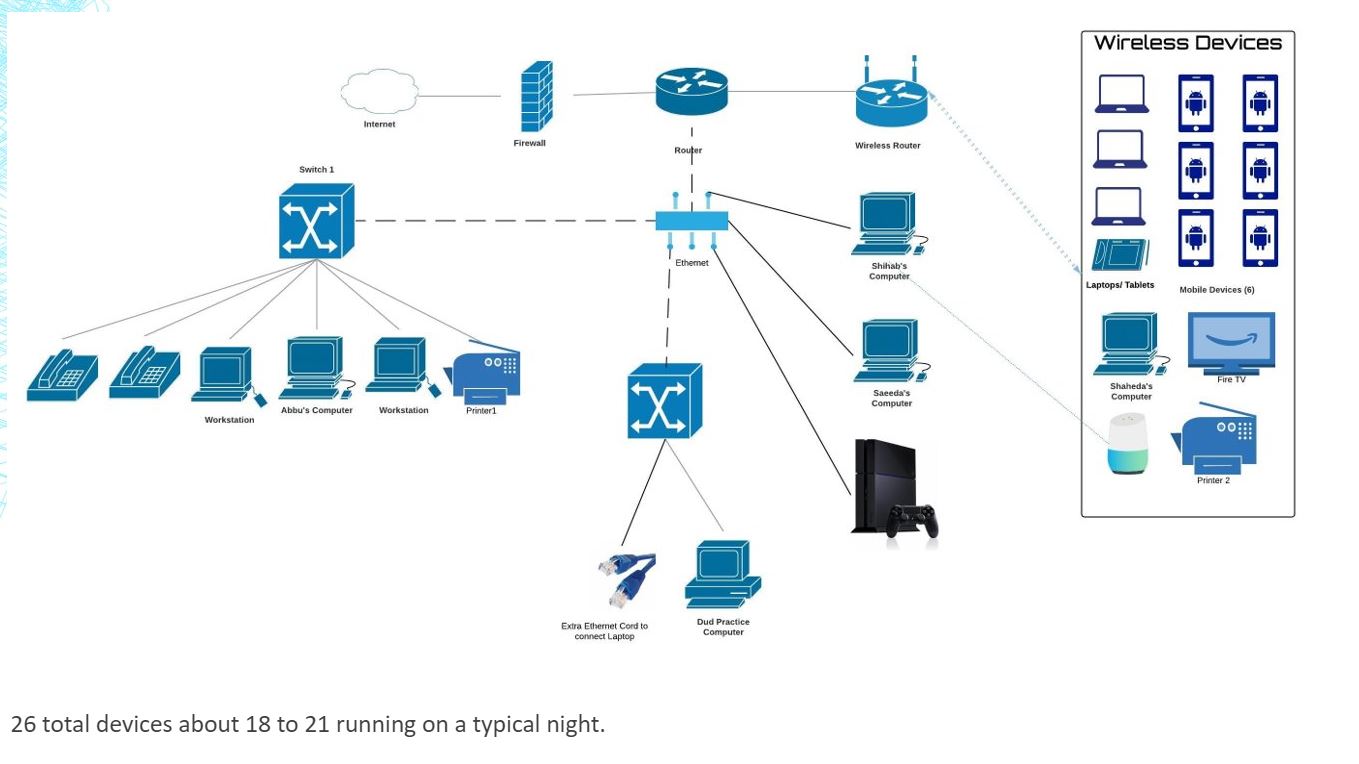 Wireless Devices
Internet
Firewall
Router
Wireless Router
Switch 1
Ethernet
Shihab's
Computer
Laptops/ Tablets
Mobile Devices (6)
Workstation
Abbu's Computer
Workstation
Printer1
Saeeda's
Computer
Shaheda's
Computer
Fire TV
Printer 2
Extra Ethernet Cord to
connect Laptop
Dud Practice
Computer
26 total devices about 18 to 21 running on a typical night.